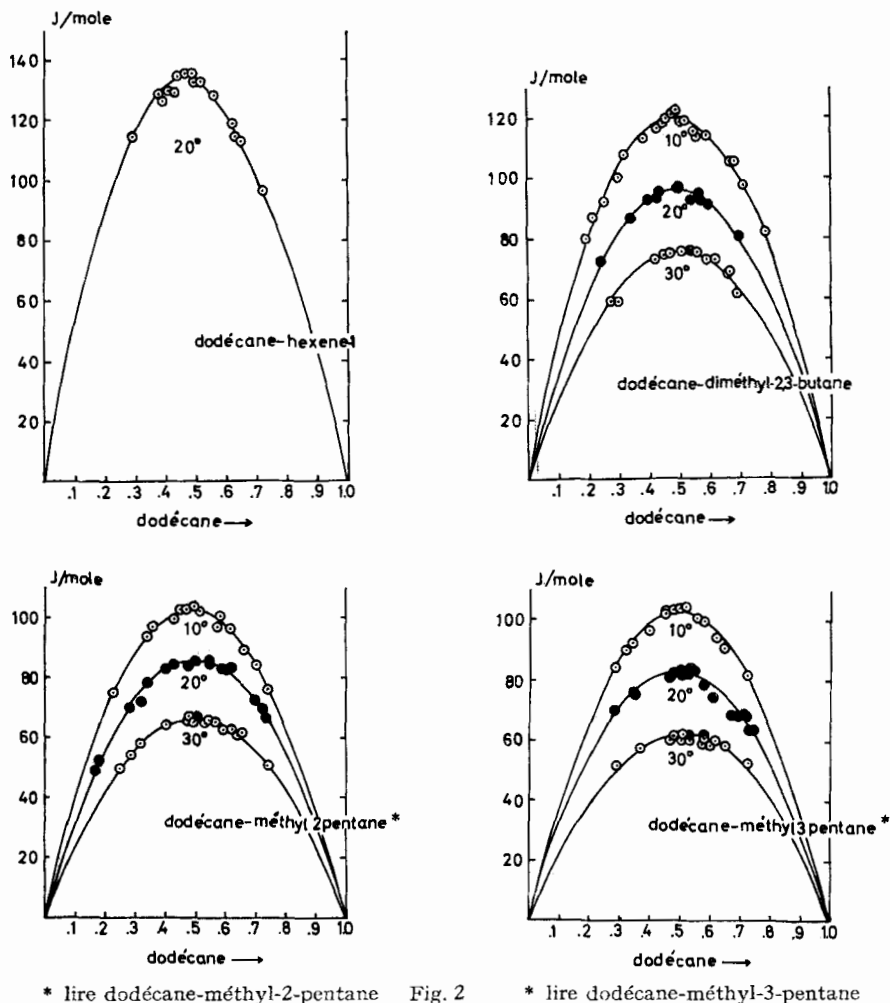 J/mole
140
120
100
80
60
40
20
20°
dodécane-hexene-1
.1 .2 .3 .4 .5 .6 .7 .8 .9 1.0
dodécane →
J/mole
120
100
80
60
40
20
10°
20°
30°
dodécane-diméthyl-2,3-butane
.1 .2 .3 .4 .5 .6 .7 .8 .9 1.0
dodécane →
J/mole
100
80
60
40
20
10°
20°
30°
dodécane-méthyl 2pentane *
.1 .2 .3 .4 .5 .6 .7 .8 .9 1.0
dodécane →
J/mole
100
80
60
40
20
10°
20°
30°
dodécane-méthyl3pentane *
.1 .2 .3 .4 .5 .6 .7 .8 .9 1.0
dodécane →
* lire dodécane-méthyl-2-pentane Fig. 2 * lire dodécane-méthyl-3-pentane